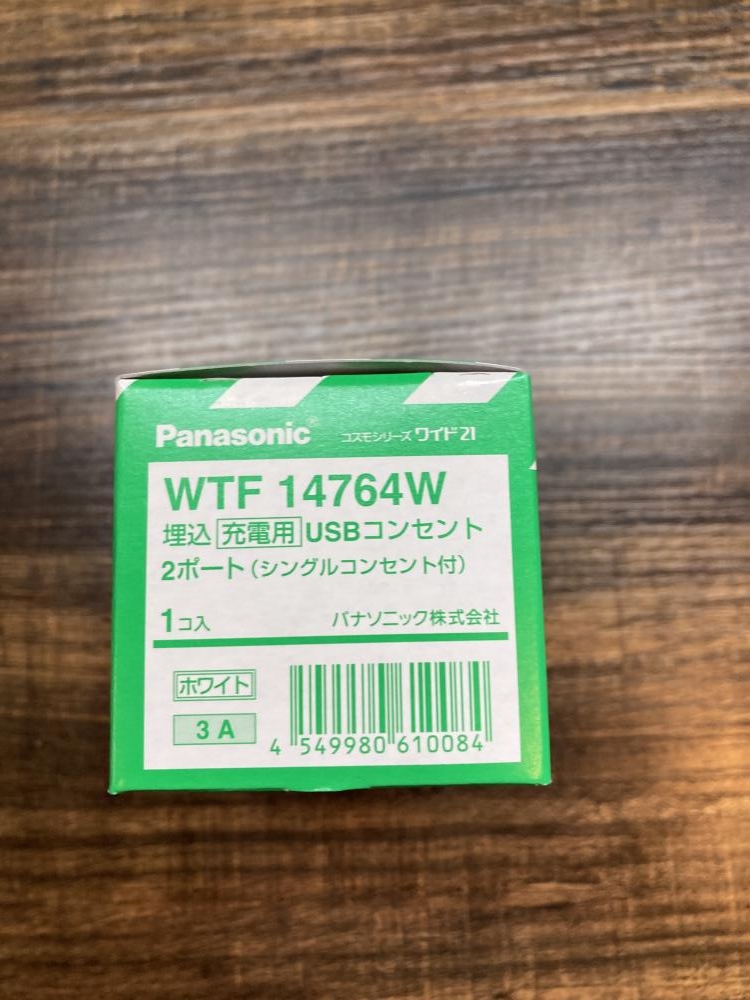 Panasonic® コスモシリーズ ワイド21
WTF 14764W
埋込 充電用 USBコンセント
2ポート(シングルコンセント付)
1コ入 パナソニック株式会社
ホワイト
3 A
4 549980 610084